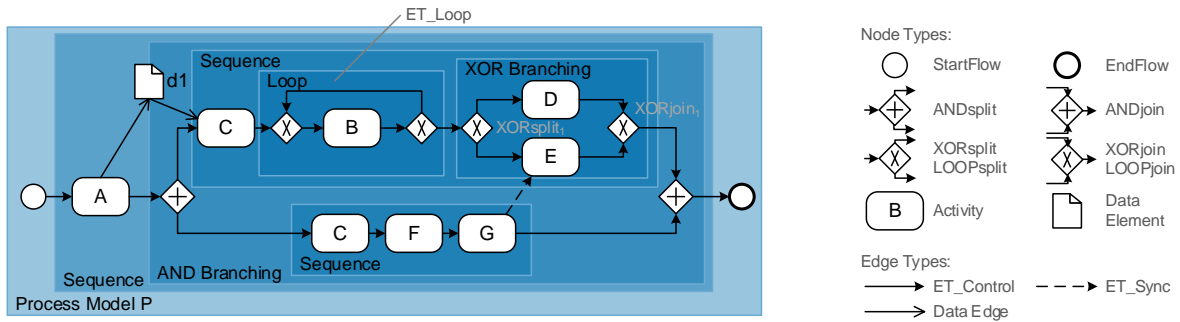 ET_Loop
Sequence
XOR Branching
d1
Loop
D
C
B
XORsplit₁
XORjoin₁
E
A
C
F
G
Sequence
AND Branching
Sequence
Process Model P
Node Types:
StartFlow
EndFlow
ANDsplit
ANDjoin
XORsplit
LOOPsplit
XORjoin
LOOPjoin
B
Activity
Data
Element
Edge Types:
ET_Control
ET_Sync
Data Edge